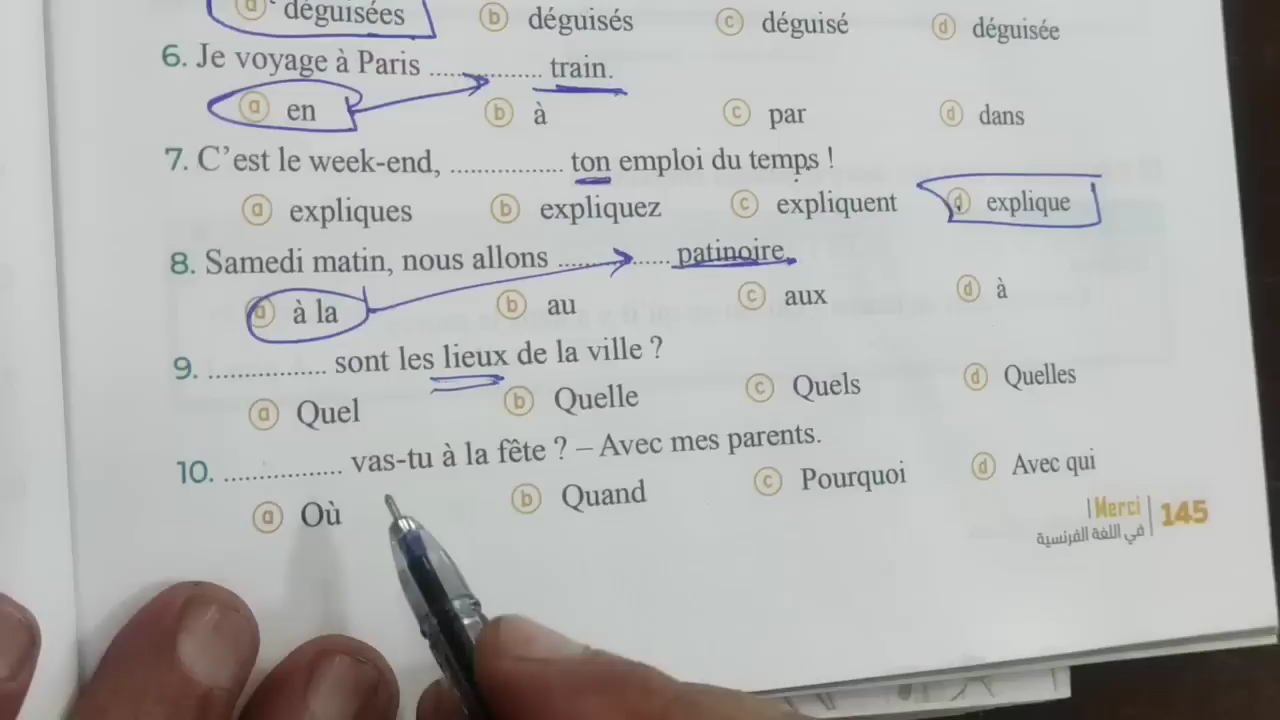 a déguisées b déguisés c déguisé d déguisée
6. Je voyage à Paris .................... train.
a en b à c par d dans
7. C'est le week-end, ................ ton emploi du temps !
a expliques b expliquez c expliquent d explique
8. Samedi matin, nous allons ................ patinoire.
a à la b au c aux d à
9. ................ sont les lieux de la ville ?
a Quel b Quelle c Quels d Quelles
10. ................ vas-tu à la fête ? – Avec mes parents.
a Où b Quand c Pourquoi d Avec qui
Merci 145
في اللغة الفرنسية